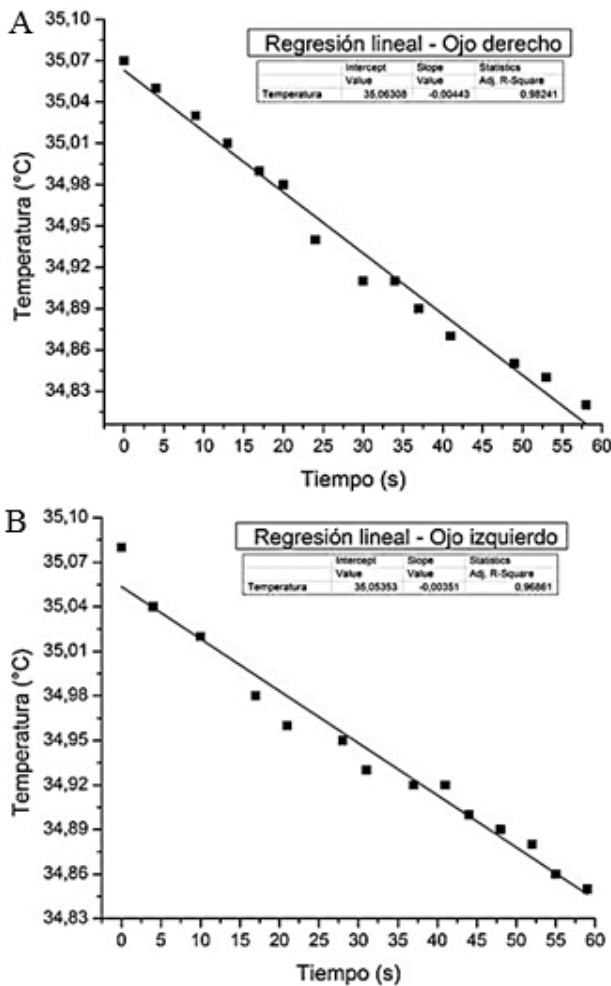 A
Regresión lineal - Ojo derecho
Intercept Slope Statistics
Value Value Adj. R-Square
Temperatura 35,06308 -0,00443 0.98241
35,10
35,07
35,04
35,01
34,98
34,95
34,92
34,89
34,86
34,83
Temperatura (°C)
0 5 10 15 20 25 30 35 40 45 50 55 60
Tiempo (s)
B
Regresión lineal - Ojo izquierdo
Intercept Slope Statistics
Value Value Adj. R-Square
Temperatura 35,05353 -0,00351 0.96861
35,10
35,07
35,04
35,01
34,98
34,95
34,92
34,89
34,86
34,83
Temperatura (°C)
0 5 10 15 20 25 30 35 40 45 50 55 60
Tiempo (s)